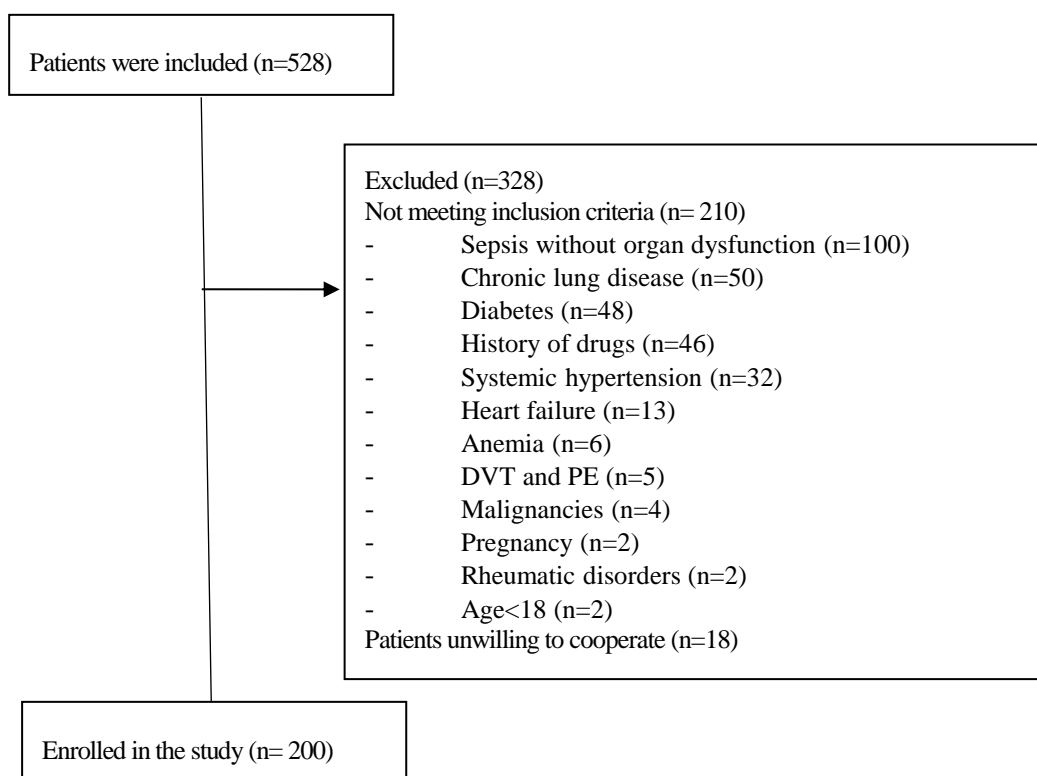 Patients were included (n=528)
Excluded (n=328)
Not meeting inclusion criteria (n= 210)
- Sepsis without organ dysfunction (n=100)
- Chronic lung disease (n=50)
- Diabetes (n=48)
- History of drugs (n=46)
- Systemic hypertension (n=32)
- Heart failure (n=13)
- Anemia (n=6)
- DVT and PE (n=5)
- Malignancies (n=4)
- Pregnancy (n=2)
- Rheumatic disorders (n=2)
- Age<18 (n=2)
Patients unwilling to cooperate (n=18)
Enrolled in the study (n= 200)